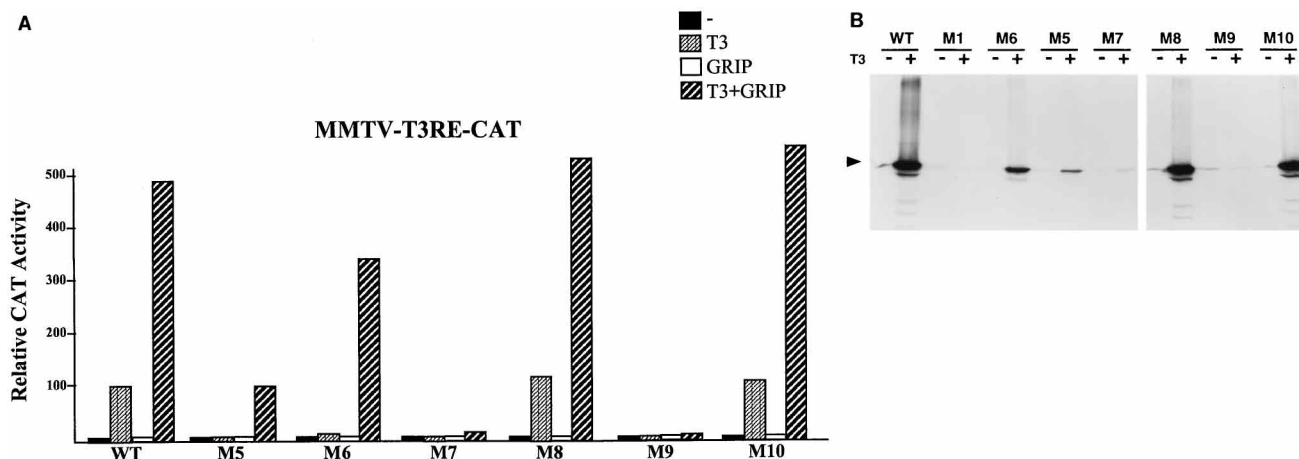 A
-
T3
GRIP
T3+GRIP
MMTV-T3RE-CAT
Relative CAT Activity
500
400
300
200
100
WT M5 M6 M7 M8 M9 M10
B
WT M1 M6 M5 M7 M8 M9 M10
T3 - + - + - + - + - + - + - + - +